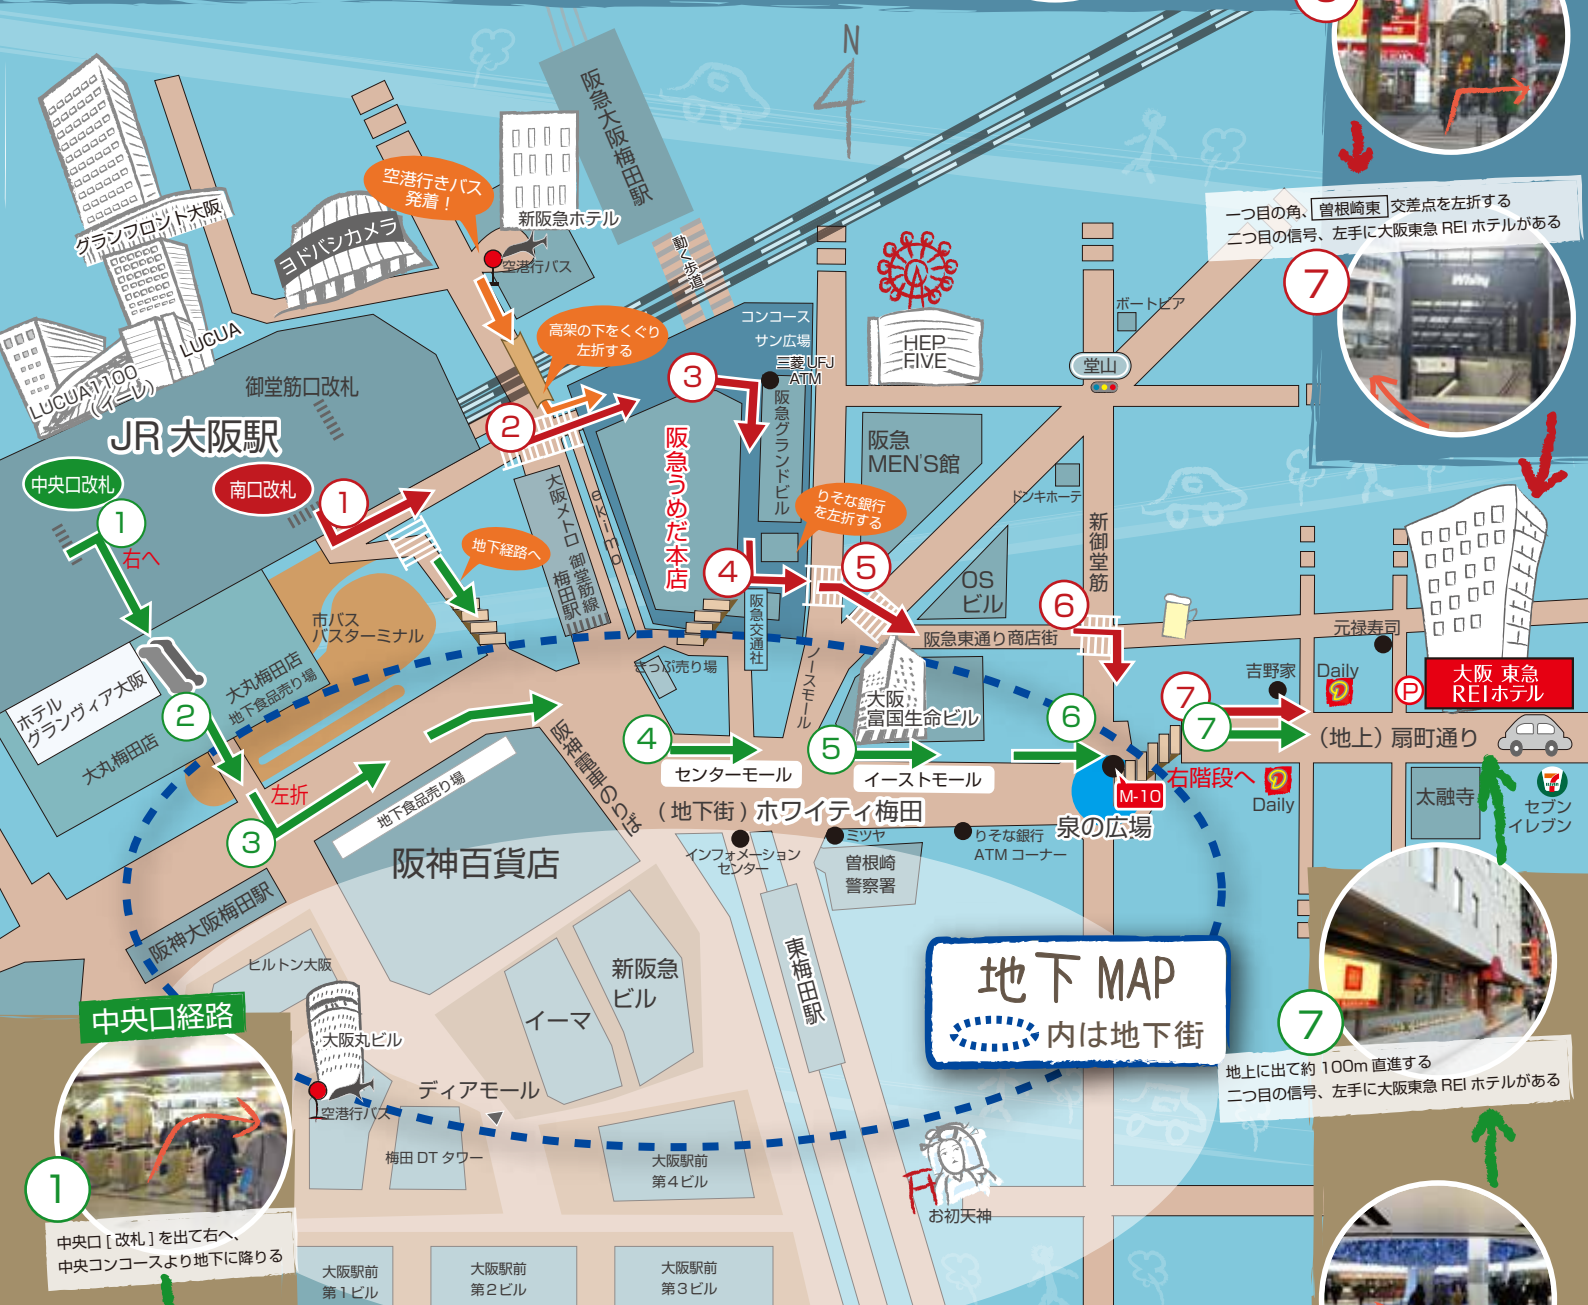 N
阪急大阪梅田駅
空港行きバス
発着！
新阪急ホテル
空港行バス
動く歩道
グランフロント大阪
ヨドバシカメラ
LUCUA
LUCUA1100
（イーレ）
高架の下をくぐり
左折する
コンコース
サン広場
三菱UFJ
ATM
HEP
FIVE
ボートピア
堂山
一つ目の角、曽根崎東交差点を左折する
二つ目の信号、左手に大阪東急 REI ホテルがある
7
Whity
御堂筋口改札
JR 大阪駅
中央口改札
1
右へ
南口改札
1
2
3
阪急うめだ本店
阪急グランドビル
阪急
MEN'S館
ドンキホーテ
新御堂筋
りそな銀行
を左折する
地下経路へ
大阪メトロ 御堂筋線
梅田駅
ekimo
4
5
OS
ビル
6
阪急交通社
阪急東通り商店街
元禄寿司
吉野家
Daily
P
大阪 東急
REIホテル
市バス
バスターミナル
大丸梅田店
地下食品売り場
ホテル
グランヴィア大阪
大丸梅田店
2
左折
3
きっぷ売り場
ノースモール
大阪
富国生命ビル
4
センターモール
5
イーストモール
6
7
7
（地上）扇町通り
右階段へ
Daily
M-10
泉の広場
太融寺
セブン
イレブン
阪神電車のりば
地下食品売り場
（地下街）ホワイティ梅田
インフォメーション
センター
ミツヤ
りそな銀行
ATM コーナー
曽根崎
警察署
阪神百貨店
阪神大阪梅田駅
ヒルトン大阪
新阪急
ビル
イーマ
東梅田駅
地下 MAP
内は地下街
中央口経路
大阪丸ビル
空港行バス
ディアモール
梅田 DT タワー
大阪駅前
第４ビル
お初天神
1
中央口 [ 改札 ] を出て右へ、
中央コンコースより地下に降りる
7
地上に出て約 100m 直進する
二つ目の信号、左手に大阪東急 REI ホテルがある
大阪駅前
第１ビル
大阪駅前
第２ビル
大阪駅前
第３ビル